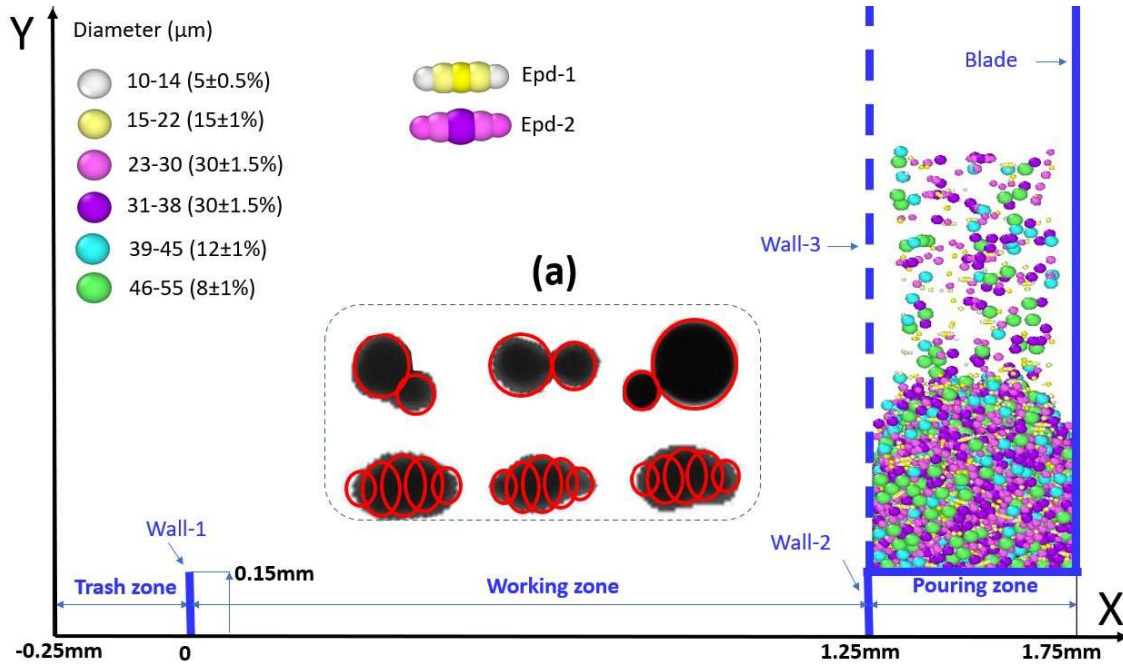 Y
Diameter (μm)
10-14 (5±0.5%)
15-22 (15±1%)
23-30 (30±1.5%)
31-38 (30±1.5%)
39-45 (12±1%)
46-55 (8±1%)
Epd-1
Epd-2
Blade
Wall-3
(a)
Wall-1
Wall-2
0.15mm
Trash zone
Working zone
Pouring zone
X
-0.25mm
0
1.25mm
1.75mm